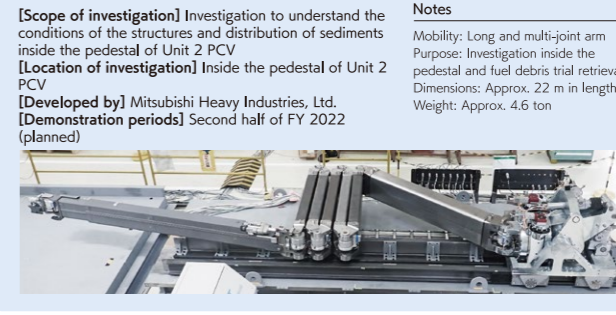 [Scope of investigation] Investigation to understand the
conditions of the structures and distribution of sediments
inside the pedestal of Unit 2 PCV
[Location of investigation] Inside the pedestal of Unit 2
PCV
[Developed by] Mitsubishi Heavy Industries, Ltd.
[Demonstration periods] Second half of FY 2022
(planned)
Notes
Mobility: Long and multi-joint arm
Purpose: Investigation inside the
pedestal and fuel debris trial retrieva
Dimensions: Approx. 22 m in length
Weight: Approx. 4.6 ton